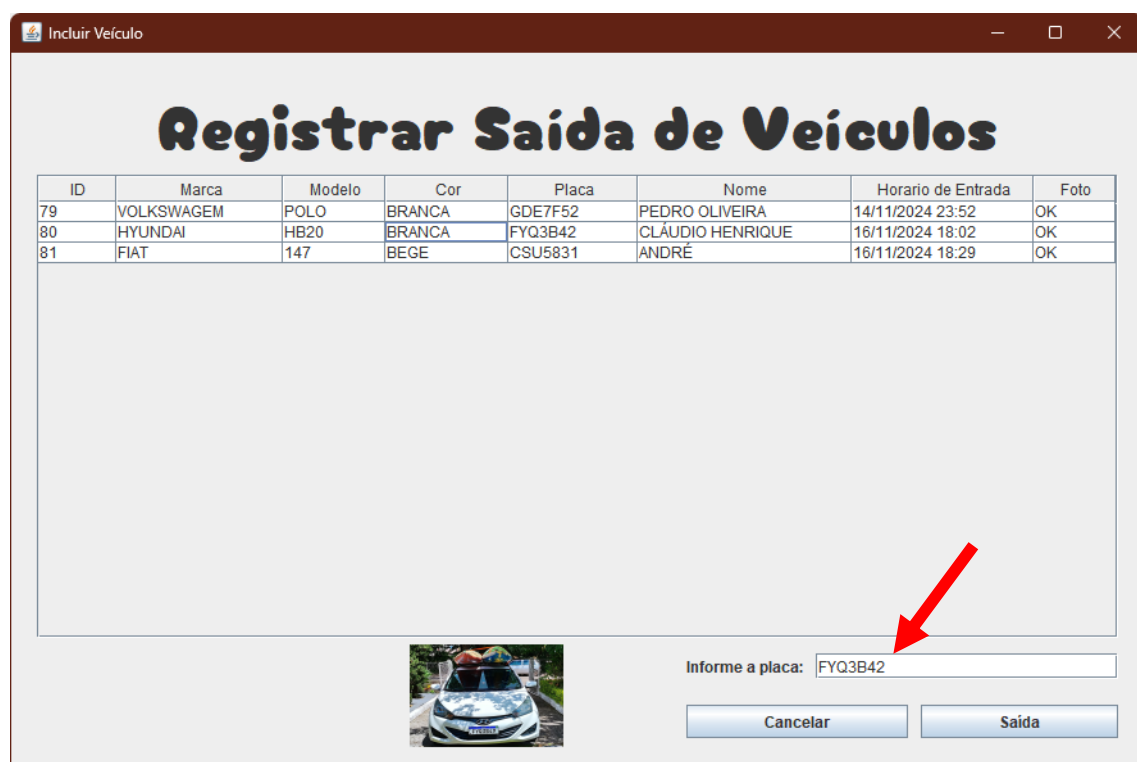 Incluir Veículo
Registrar Saída de Veículos
ID Marca Modelo Cor Placa Nome Horario de Entrada Foto
79 VOLKSWAGEM POLO BRANCA GDE7F52 PEDRO OLIVEIRA 14/11/2024 23:52 OK
80 HYUNDAI HB20 BRANCA FYQ3B42 CLÁUDIO HENRIQUE 16/11/2024 18:02 OK
81 FIAT 147 BEGE CSU5831 ANDRÉ 16/11/2024 18:29 OK
Informe a placa: FYQ3B42
Cancelar Saída